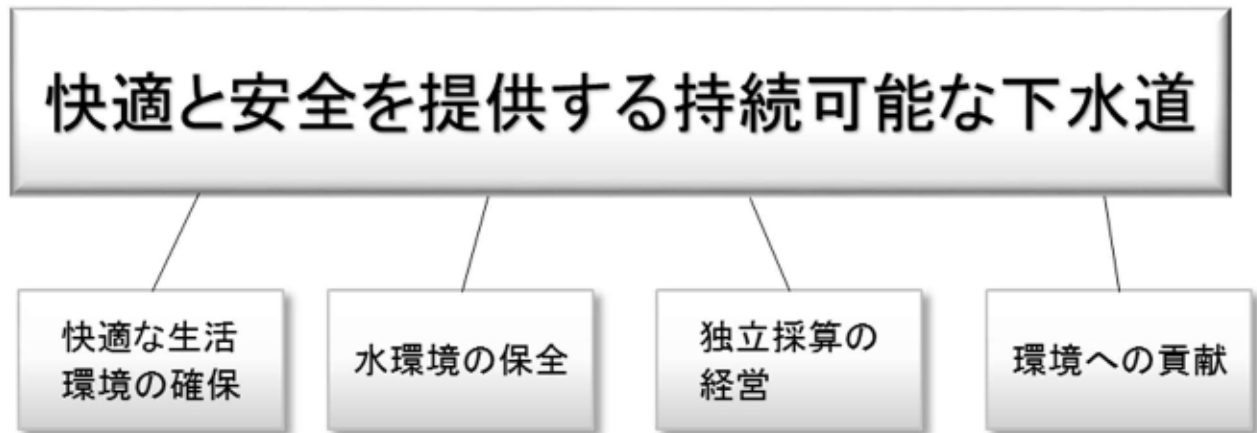 快適と安全を提供する持続可能な下水道
快適な生活
環境の確保
水環境の保全
独立採算の
経営
環境への貢献